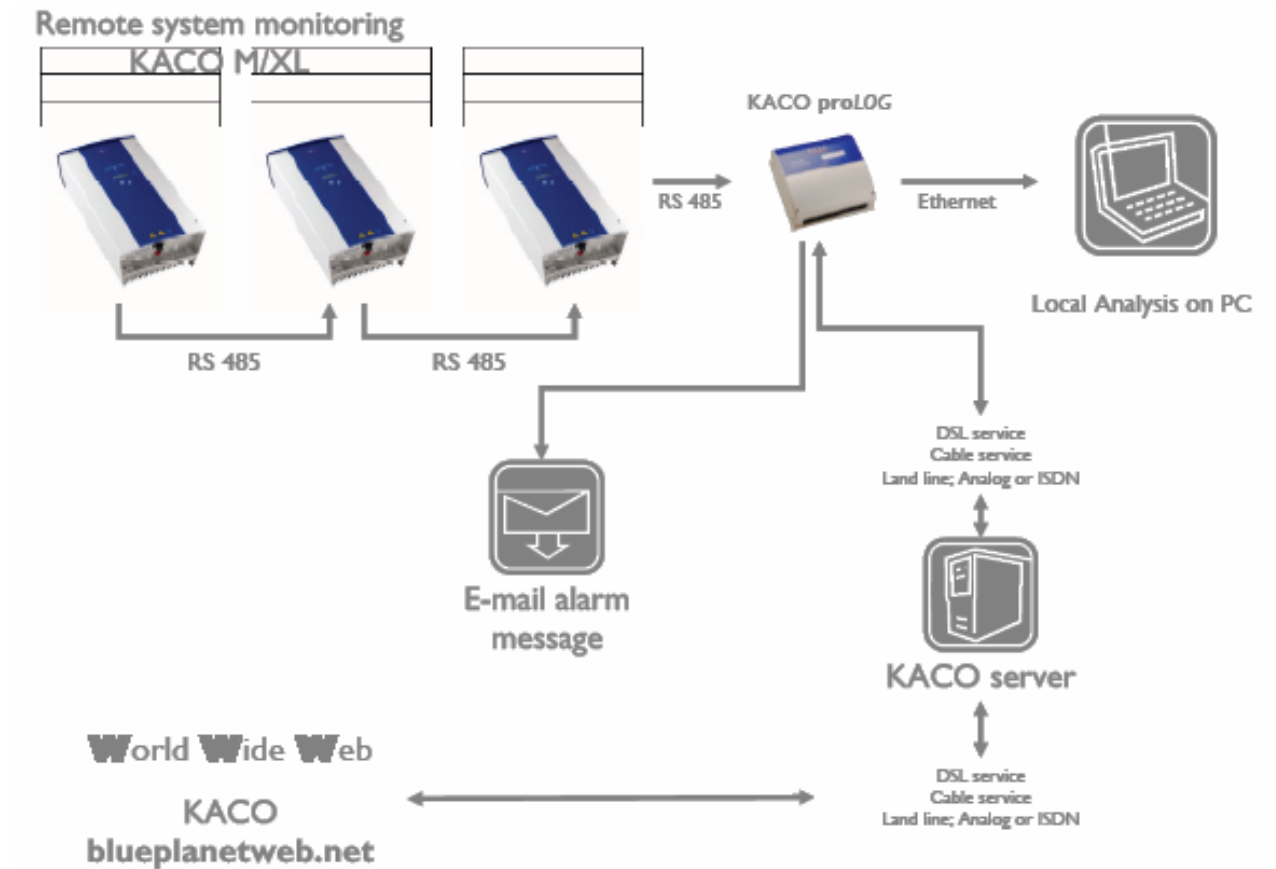 Remote system monitoring
KACO M/XL
KACO proLOG
RS 485
Ethernet
Local Analysis on PC
RS 485
RS 485
DSL service
Cable service
Land line; Analog or ISDN
E-mail alarm
message
KACO server
World Wide Web
KACO
blueplanetweb.net
DSL service
Cable service
Land line; Analog or ISDN